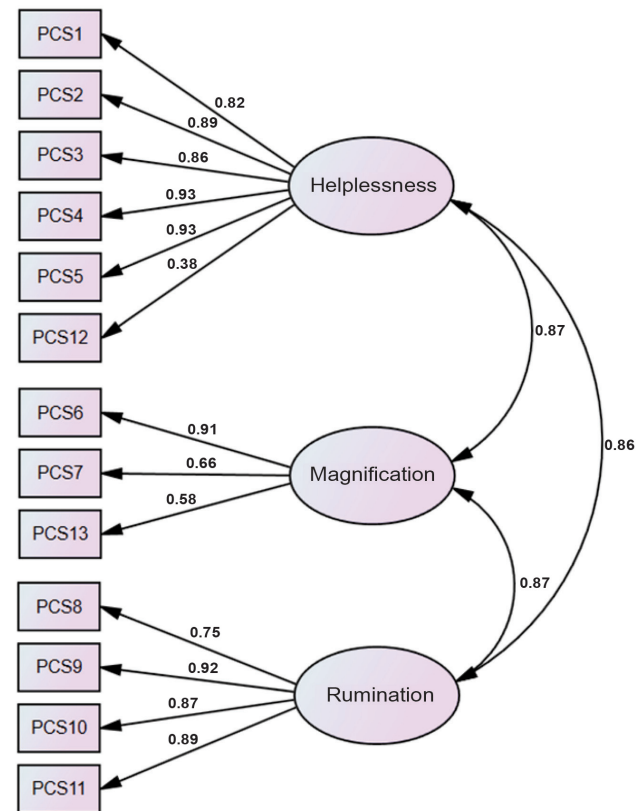 PCS1
0.82
PCS2
0.89
PCS3
0.86
Helplessness
PCS4
0.93
PCS5
0.93
PCS12
0.38
0.87
PCS6
0.91
PCS7
0.66
Magnification
PCS13
0.58
0.86
0.87
PCS8
0.75
PCS9
0.92
Rumination
PCS10
0.87
PCS11
0.89